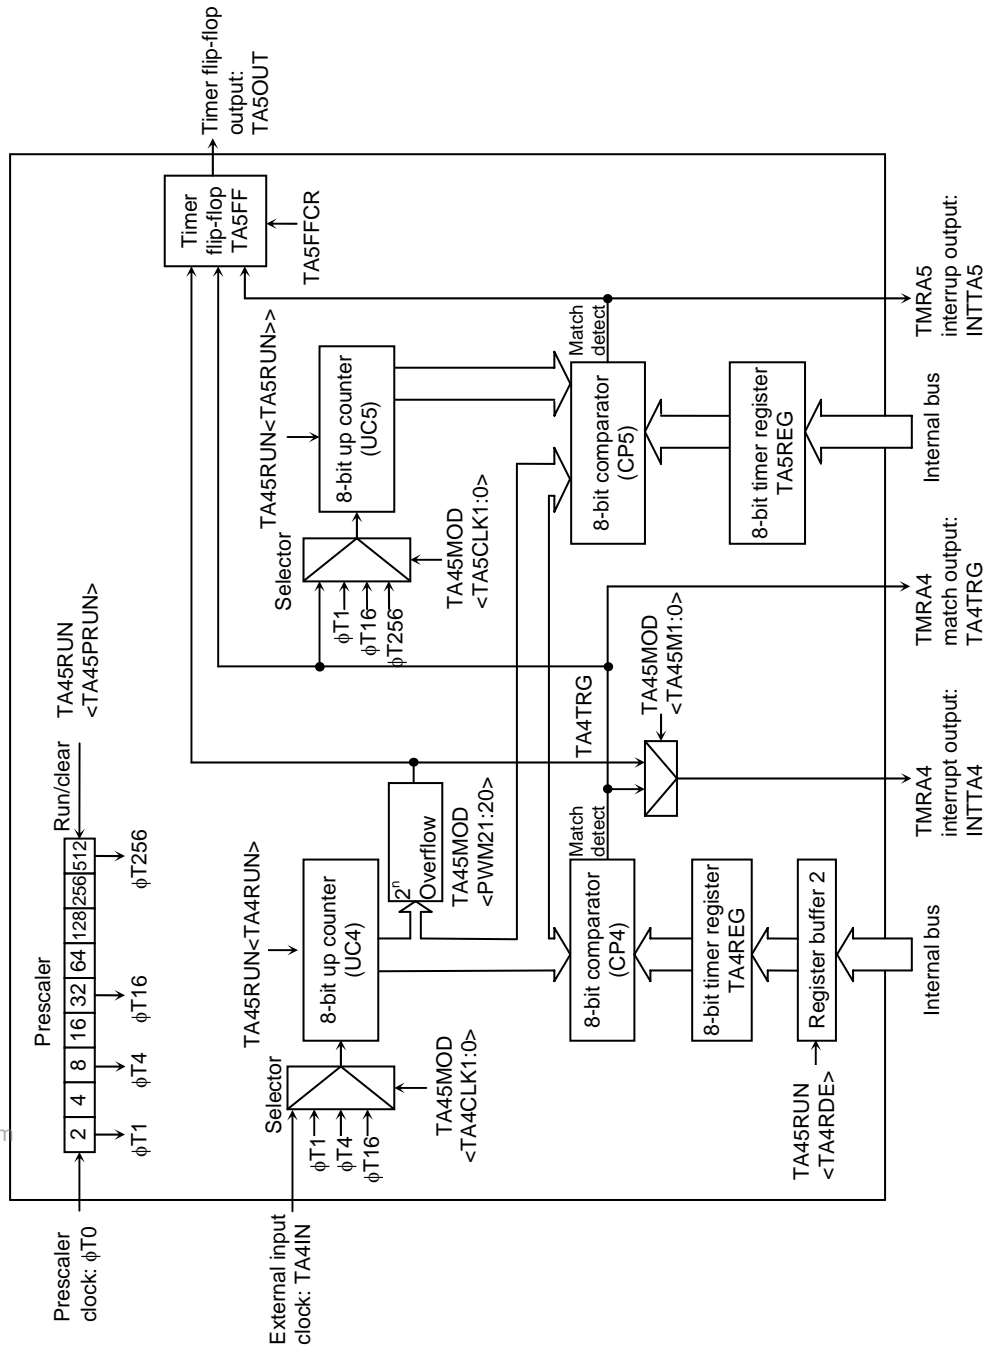 Prescaler
clock: ϕT0
Prescaler
2
4
8
16
32
64
128
256
512
Run/clear
TA45RUN
<TA45PRUN>
ϕT1
ϕT4
ϕT16
ϕT256
External input
clock: TA4IN
Selector
ϕT1
ϕT4
ϕT16
TA45MOD
<TA4CLK1:0>
TA45RUN<TA4RUN>
8-bit up counter
(UC4)
2n
Overflow
TA45MOD
<PWM21:20>
Selector
ϕT1
ϕT16
ϕT256
TA45MOD
<TA5CLK1:0>
TA45RUN<TA5RUN>>
8-bit up counter
(UC5)
Timer
flip-flop
TA5FF
TA5FFCR
Timer flip-flop
output:
TA5OUT
8-bit comparator
(CP4)
Match
detect
TA4TRG
TA45MOD
<TA45M1:0>
8-bit comparator
(CP5)
Match
detect
8-bit timer register
TA4REG
8-bit timer register
TA5REG
Register buffer 2
TA45RUN
<TA4RDE>
Internal bus
TMRA4
interrupt output:
INTTA4
TMRA4
match output:
TA4TRG
Internal bus
TMRA5
interrup output:
INTTA5
m